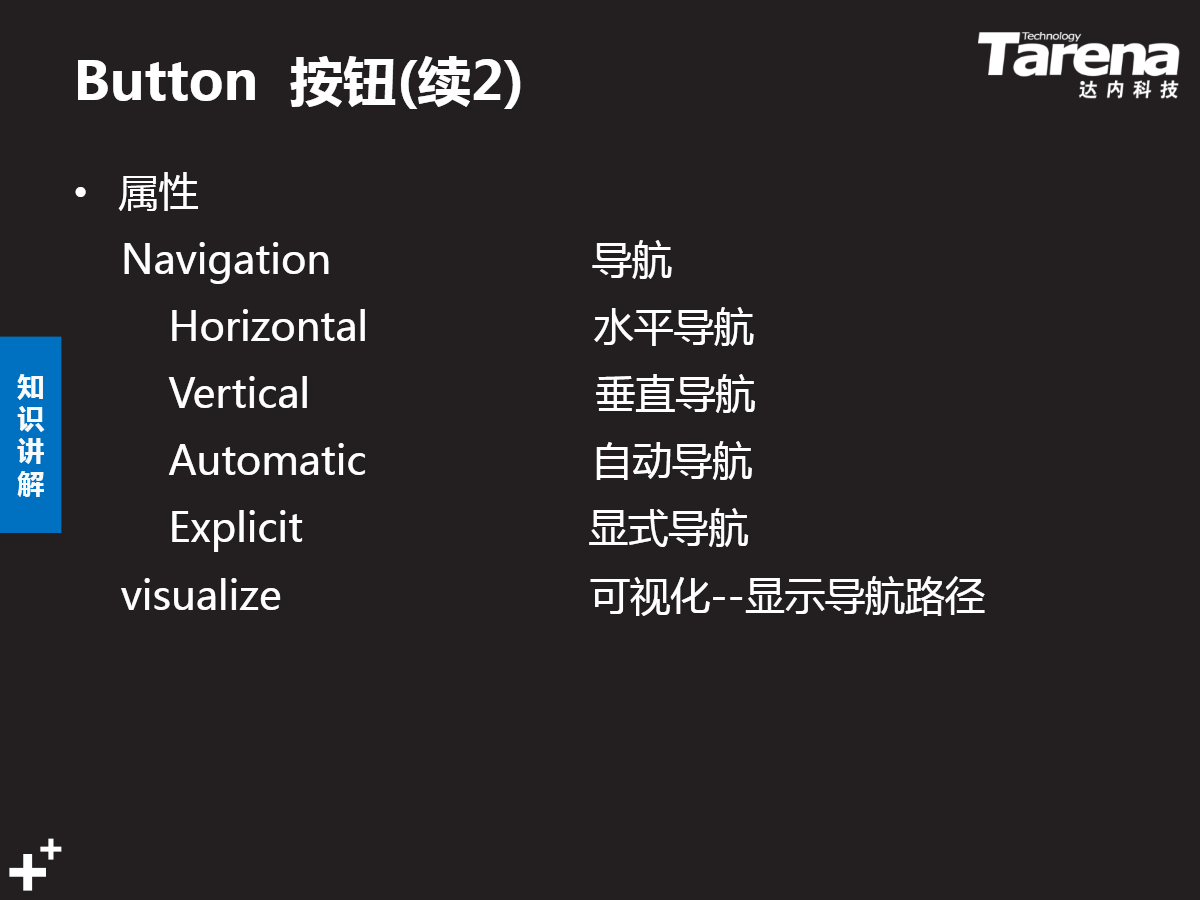 Button 按钮(续2)
Technology
Tarena
达内科技
• 属性
Navigation 导航
Horizontal 水平导航
Vertical 垂直导航
Automatic 自动导航
Explicit 显式导航
visualize 可视化--显示导航路径
知识讲解